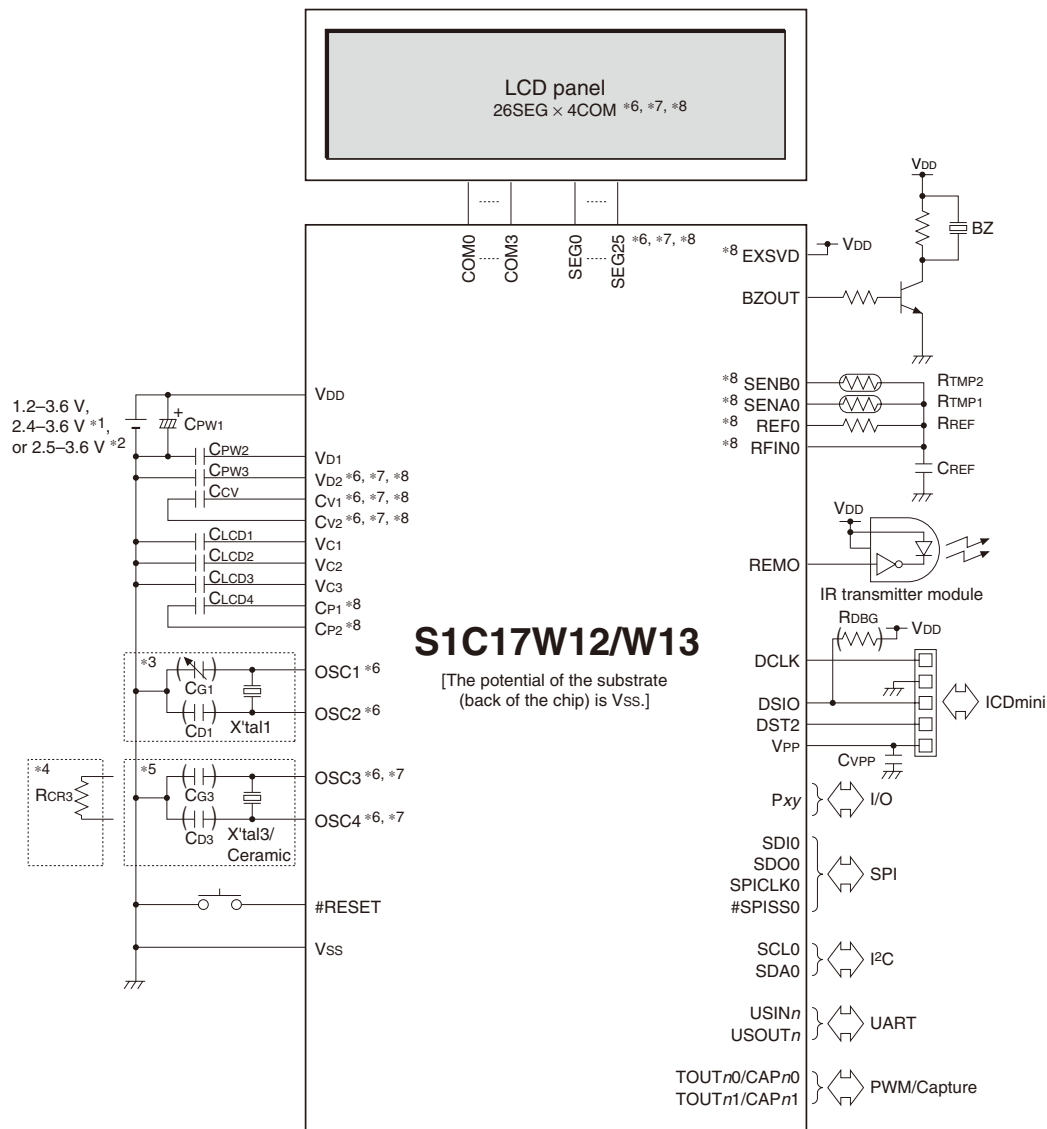 LCD panel
26SEG × 4COM *6, *7, *8
COM0
COM3
SEG0
SEG25
*6, *7, *8
VDD
BZ
*8 EXSVD
VDD
BZOUT
*8 SENB0
RTMP2
*8 SENA0
RTMP1
*8 REF0
RREF
*8 RFIN0
CREF
VDD
REMO
IR transmitter module
RDBG
VDD
DCLK
DSIO
ICDmini
DST2
VPP
CVPP
Pxy
I/O
SDI0
SDO0
SPICLK0
#SPISS0
SPI
SCL0
SDA0
I2C
USINn
USOUTn
UART
TOUTn0/CAPn0
TOUTn1/CAPn1
PWM/Capture
1.2–3.6 V,
2.4–3.6 V *1,
or 2.5–3.6 V *2
+
CPW1
VDD
CPW2
VD1
CPW3
VD2 *6, *7, *8
CCV
CV1 *6, *7, *8
CV2 *6, *7, *8
CLCD1
VC1
CLCD2
VC2
CLCD3
VC3
CLCD4
CP1 *8
CP2 *8
S1C17W12/W13
[The potential of the substrate
(back of the chip) is VSS.]
*3
CG1
OSC1 *6
CD1
X'tal1
OSC2 *6
*4
RCR3
*5
CG3
OSC3 *6, *7
CD3
X'tal3/
Ceramic
OSC4 *6, *7
#RESET
VSS